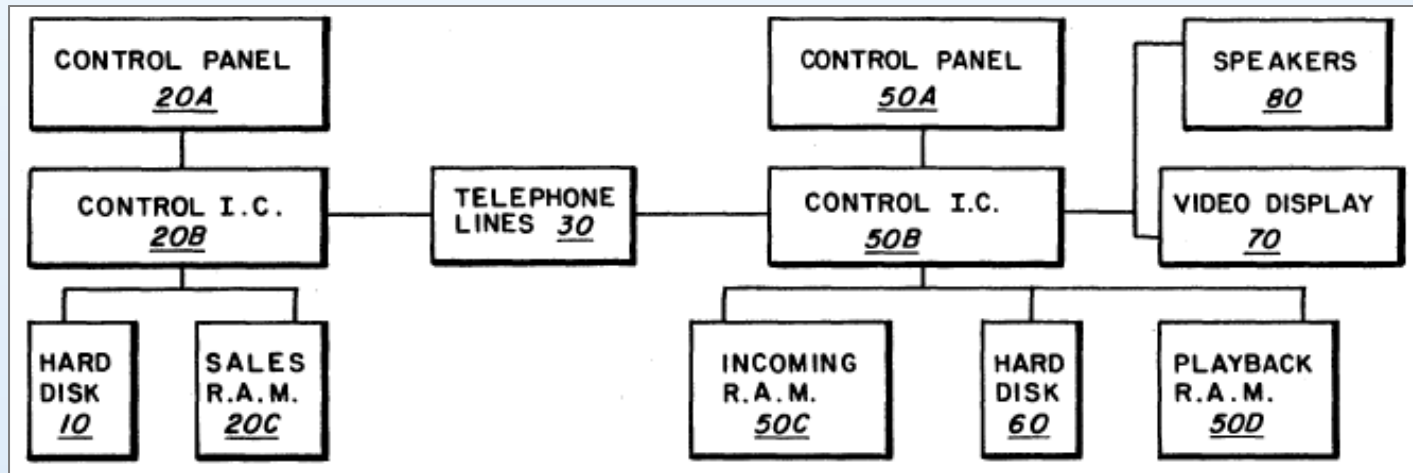 CONTROL PANEL
20A
CONTROL PANEL
50A
SPEAKERS
80
CONTROL I.C.
20B
TELEPHONE
LINES 30
CONTROL I.C.
50B
VIDEO DISPLAY
70
HARD
DISK
10
SALES
R.A.M.
20C
INCOMING
R.A.M.
50C
HARD
DISK
60
PLAYBACK
R.A.M.
50D